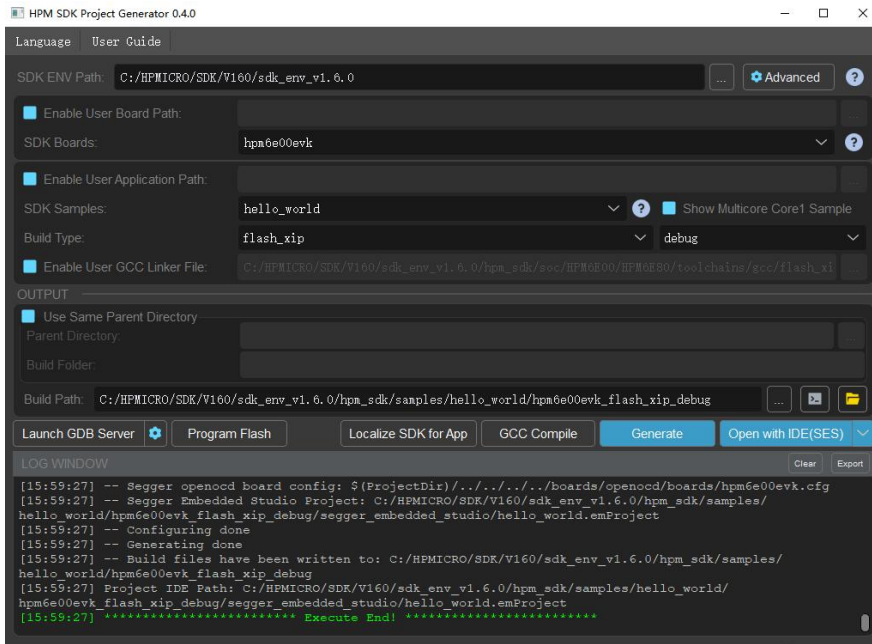 HPM SDK Project Generator 0.4.0
Language User Guide
SDK ENV Path: C:/HPMICRO/SDK/V160/sdk_env_v1.6.0 ... Advanced ?
Enable User Board Path: ...
SDK Boards: hpm6e00evk ?
Enable User Application Path: ...
SDK Samples: hello_world ? Show Multicore Core1 Sample
Build Type: flash_xip debug
Enable User GCC Linker File: C:/HPMICRO/SDK/V160/sdk_env_v1.6.0/hpm_sdk/soc/HPM6E00/HPM6E80/toolchains/gcc/flash_xi ...
OUTPUT
Use Same Parent Directory
Parent Directory: ...
Build Folder:
Build Path: C:/HPMICRO/SDK/V160/sdk_env_v1.6.0/hpm_sdk/samples/hello_world/hpm6e00evk_flash_xip_debug ...
Launch GDB Server Program Flash Localize SDK for App GCC Compile Generate Open with IDE(SES)
LOG WINDOW Clear Export
[15:59:27] -- Segger openocd board config: $(ProjectDir)/../../../../boards/openocd/boards/hpm6e00evk.cfg
[15:59:27] -- Segger Embedded Studio Project: C:/HPMICRO/SDK/V160/sdk_env_v1.6.0/hpm_sdk/samples/
hello_world/hpm6e00evk_flash_xip_debug/segger_embedded_studio/hello_world.emProject
[15:59:27] -- Configuring done
[15:59:27] -- Generating done
[15:59:27] -- Build files have been written to: C:/HPMICRO/SDK/V160/sdk_env_v1.6.0/hpm_sdk/samples/
hello_world/hpm6e00evk_flash_xip_debug
[15:59:27] Project IDE Path: C:/HPMICRO/SDK/V160/sdk_env_v1.6.0/hpm_sdk/samples/hello_world/
hpm6e00evk_flash_xip_debug/segger_embedded_studio/hello_world.emProject
[15:59:27] ************************* Execute End! *************************